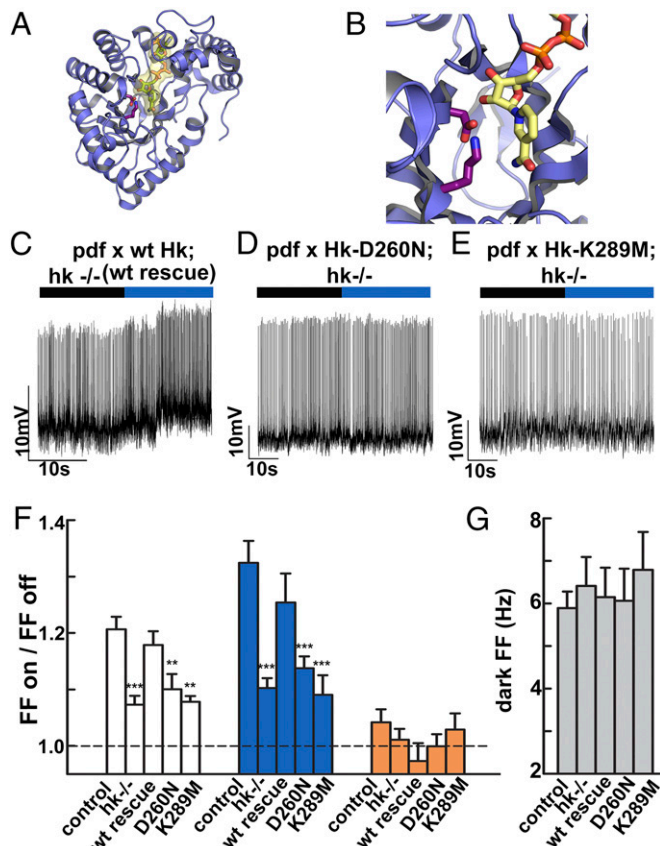 A
B
C
pdf x wt Hk;
hk -/-(wt rescue)
10mV
10s
D
pdf x Hk-D260N;
hk-/-
10mV
10s
E
pdf x Hk-K289M;
hk-/-
10mV
10s
F
FF on / FF off
1.4
1.2
1.0
***
**
**
***
***
***
control
hk-/-
wt rescue
D260N
K289M
control
hk-/-
wt rescue
D260N
K289M
control
hk-/-
wt rescue
D260N
K289M
G
dark FF (Hz)
8
6
4
2
control
hk-/-
wt rescue
D260N
K289M